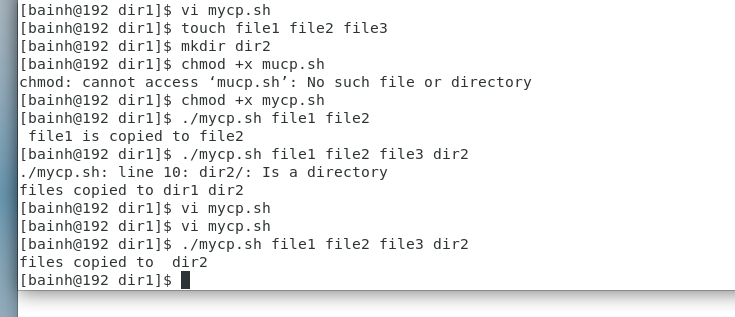 [bainh@192 dir1]$ vi mycp.sh
[bainh@192 dir1]$ touch file1 file2 file3
[bainh@192 dir1]$ mkdir dir2
[bainh@192 dir1]$ chmod +x mucp.sh
chmod: cannot access ‘mucp.sh’: No such file or directory
[bainh@192 dir1]$ chmod +x mycp.sh
[bainh@192 dir1]$ ./mycp.sh file1 file2
 file1 is copied to file2
[bainh@192 dir1]$ ./mycp.sh file1 file2 file3 dir2
./mycp.sh: line 10: dir2/: Is a directory
files copied to dir1 dir2
[bainh@192 dir1]$ vi mycp.sh
[bainh@192 dir1]$ vi mycp.sh
[bainh@192 dir1]$ ./mycp.sh file1 file2 file3 dir2
files copied to  dir2
[bainh@192 dir1]$